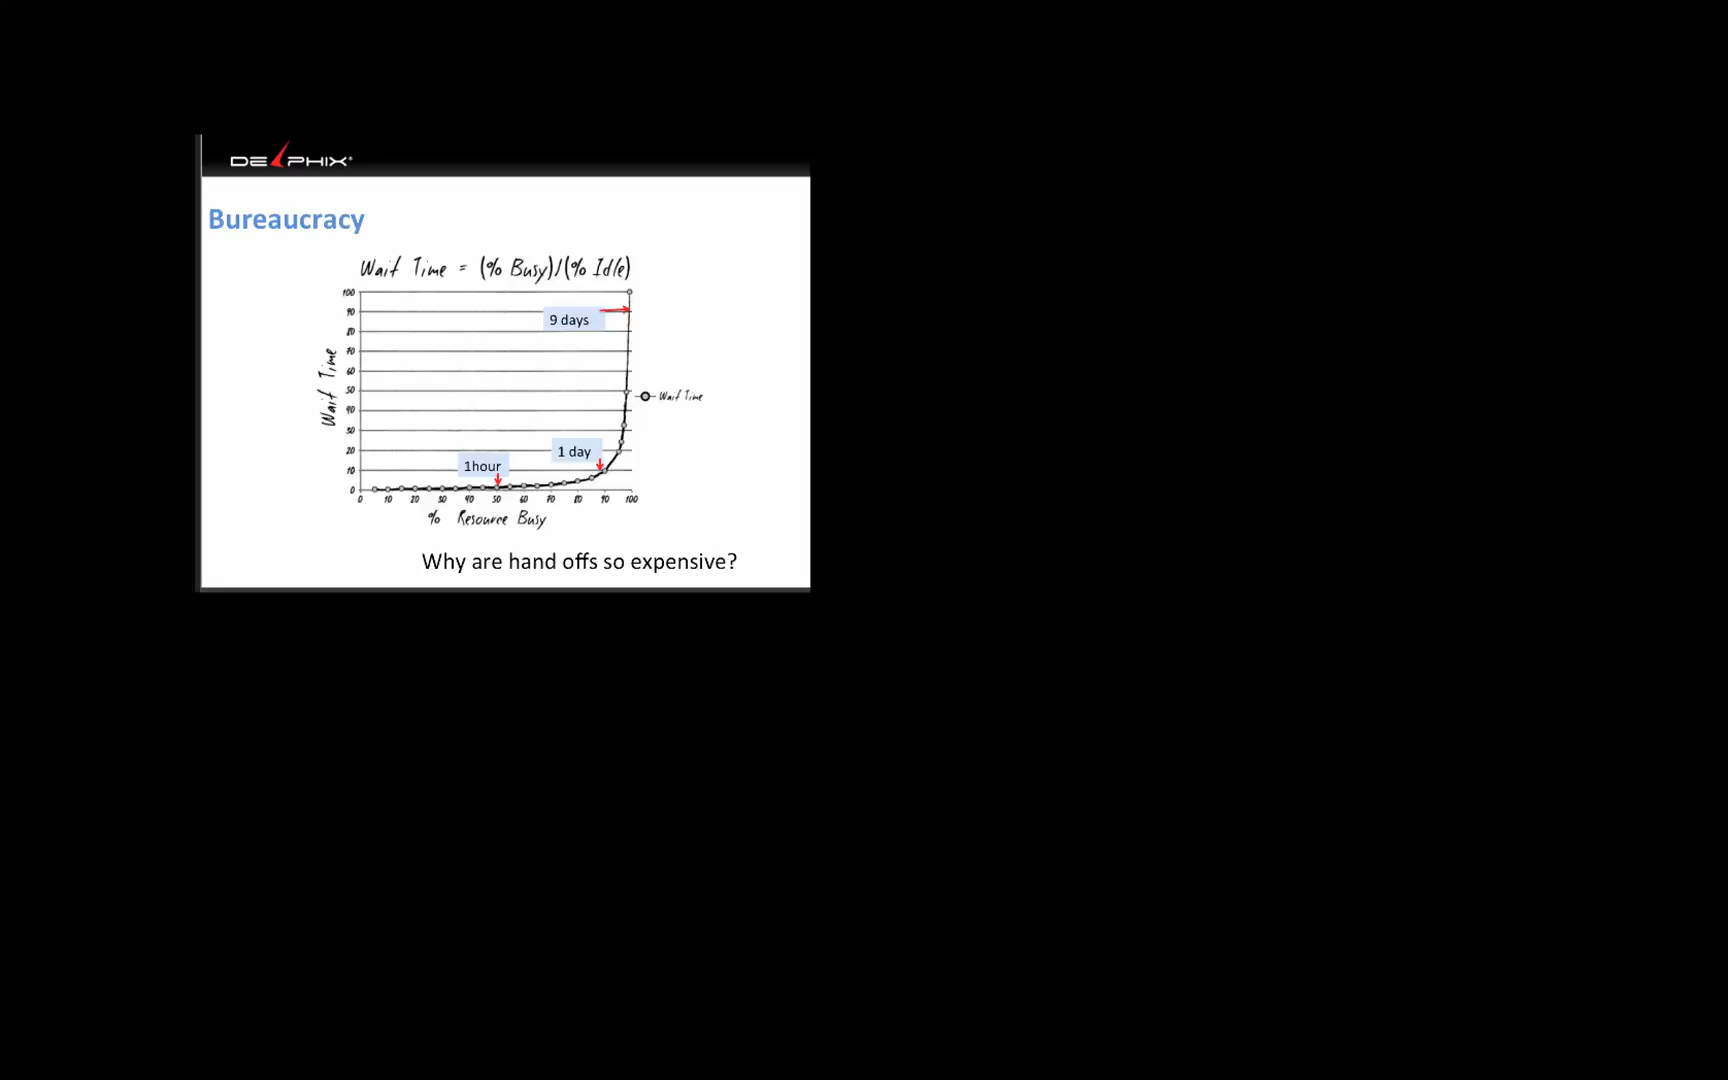 DELPHIX®
Bureaucracy
Wait Time = (% Busy)/(% Idle)
100
90
80
70
60
50
40
30
20
10
0
Wait Time
9 days
1 day
1hour
Wait Time
0 10 20 30 40 50 60 70 80 90 100
% Resource Busy
Why are hand offs so expensive?